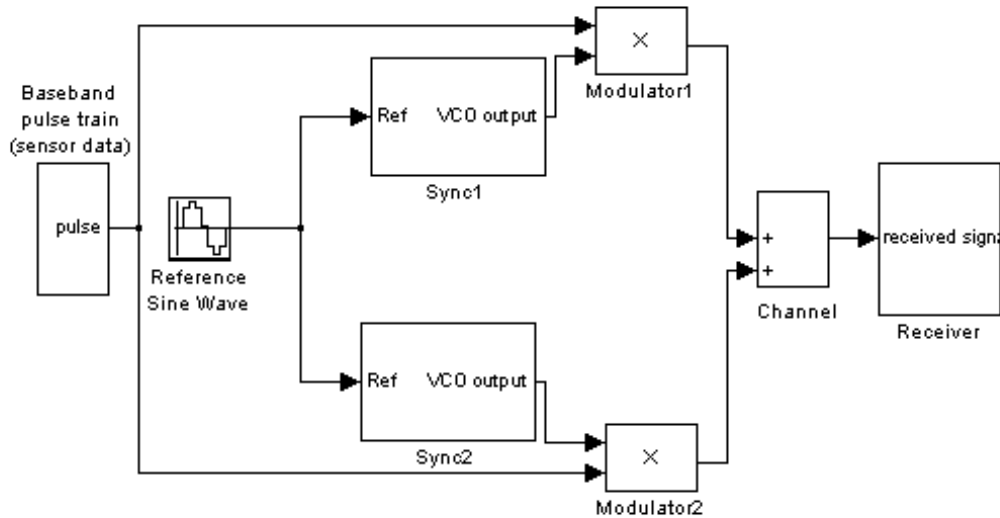 Baseband
pulse train
(sensor data)
pulse
Reference
Sine Wave
Ref VCO output
Sync1
Ref VCO output
Sync2
×
Modulator1
×
Modulator2
+
+
Channel
received signa
Receiver